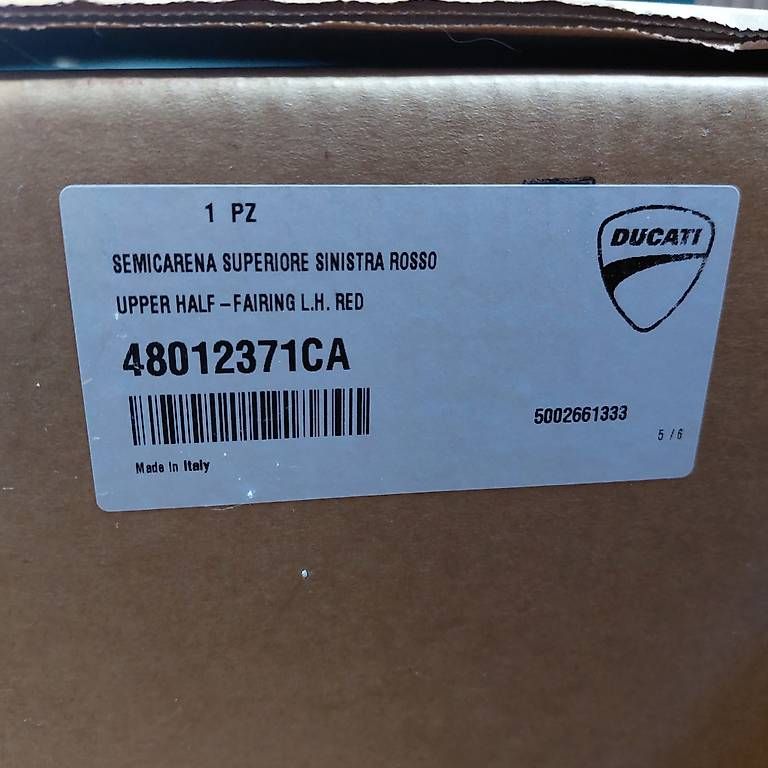 1 PZ
DUCATI
SEMICARENA SUPERIORE SINISTRA ROSSO
UPPER HALF-FAIRING L.H. RED
48012371CA
5002661333
5 / 6
Made in Italy